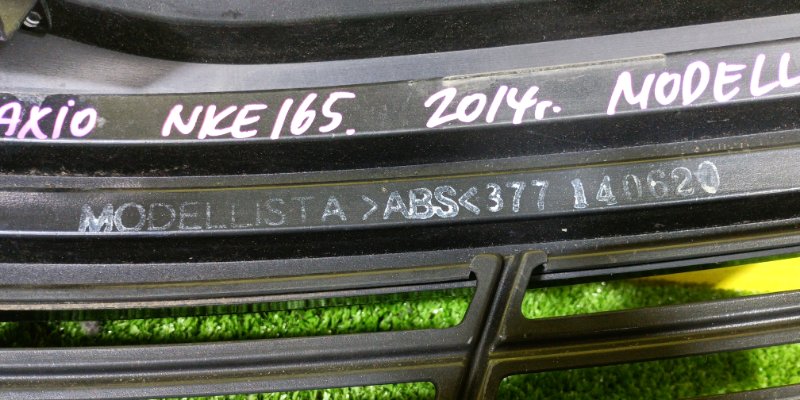 AXIO NKE165. 2014г. MODELL
MODELLISTA >ABS< 377 140620